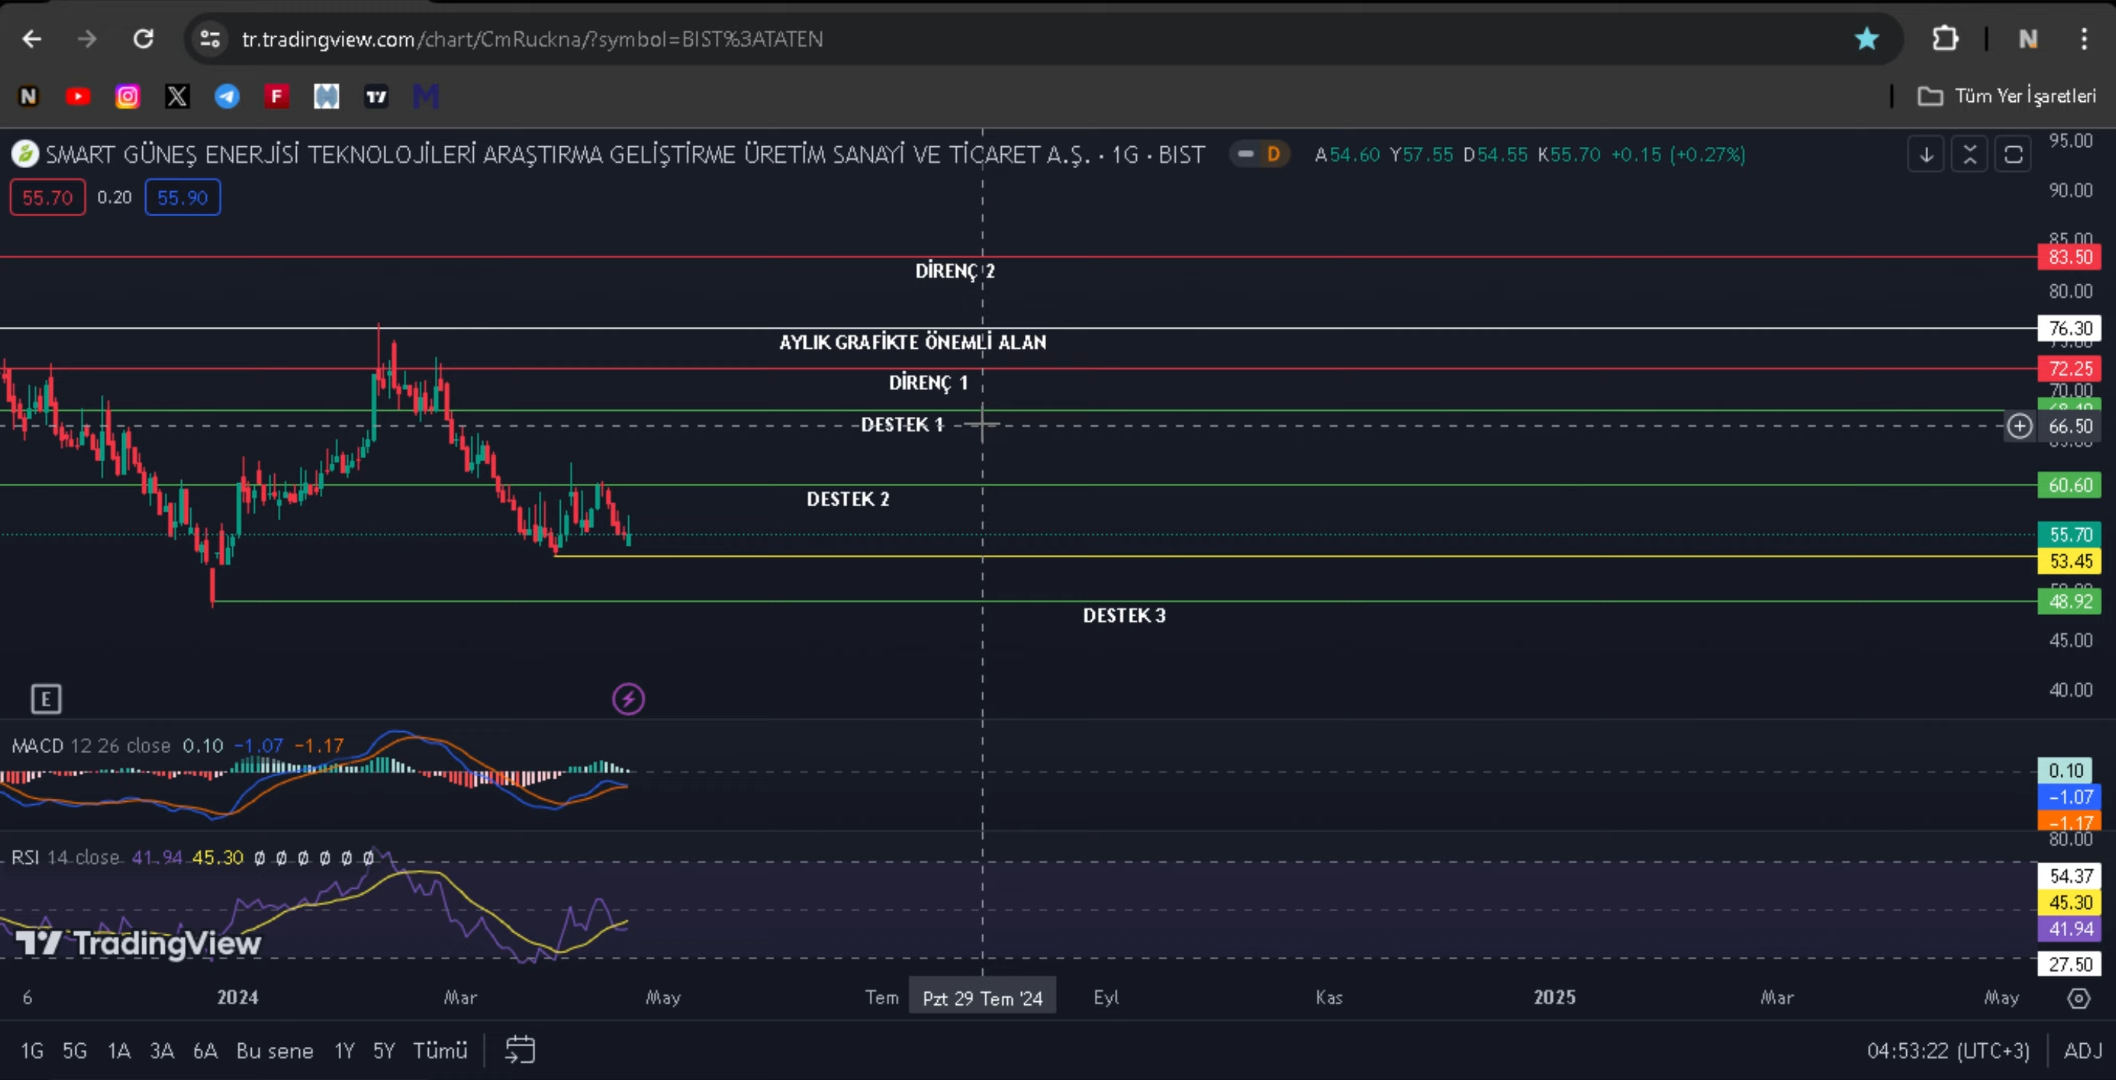 tr.tradingview.com/chart/CmRuckna/?symbol=BIST%3ATATEN
N
N
F
M
Tüm Yer İşaretleri
SMART GÜNEŞ ENERJİSİ TEKNOLOJİLERİ ARAŞTIRMA GELİŞTİRME ÜRETİM SANAYİ VE TİCARET A.Ş. · 1G · BIST D A54.60 Y57.55 D54.55 K55.70 +0.15 (+0.27%)
55.70 0.20 55.90
95.00
90.00
85.00
83.50
DİRENÇ 2
80.00
76.30
AYLIK GRAFİKTE ÖNEMLİ ALAN
72.25
DİRENÇ 1
70.00
66.50
DESTEK 1
60.60
DESTEK 2
55.70
53.45
48.92
DESTEK 3
45.00
40.00
E
MACD 12 26 close 0.10 −1.07 −1.17
0.10
−1.07
−1.17
80.00
RSI 14 close 41.94 45.30 ∅ ∅ ∅ ∅ ∅ ∅
54.37
45.30
41.94
27.50
TradingView
6 2024 Mar May Tem Pzt 29 Tem '24 Eyl Kas 2025 Mar May
1G 5G 1A 3A 6A Bu sene 1Y 5Y Tümü 04:53:22 (UTC+3) ADJ